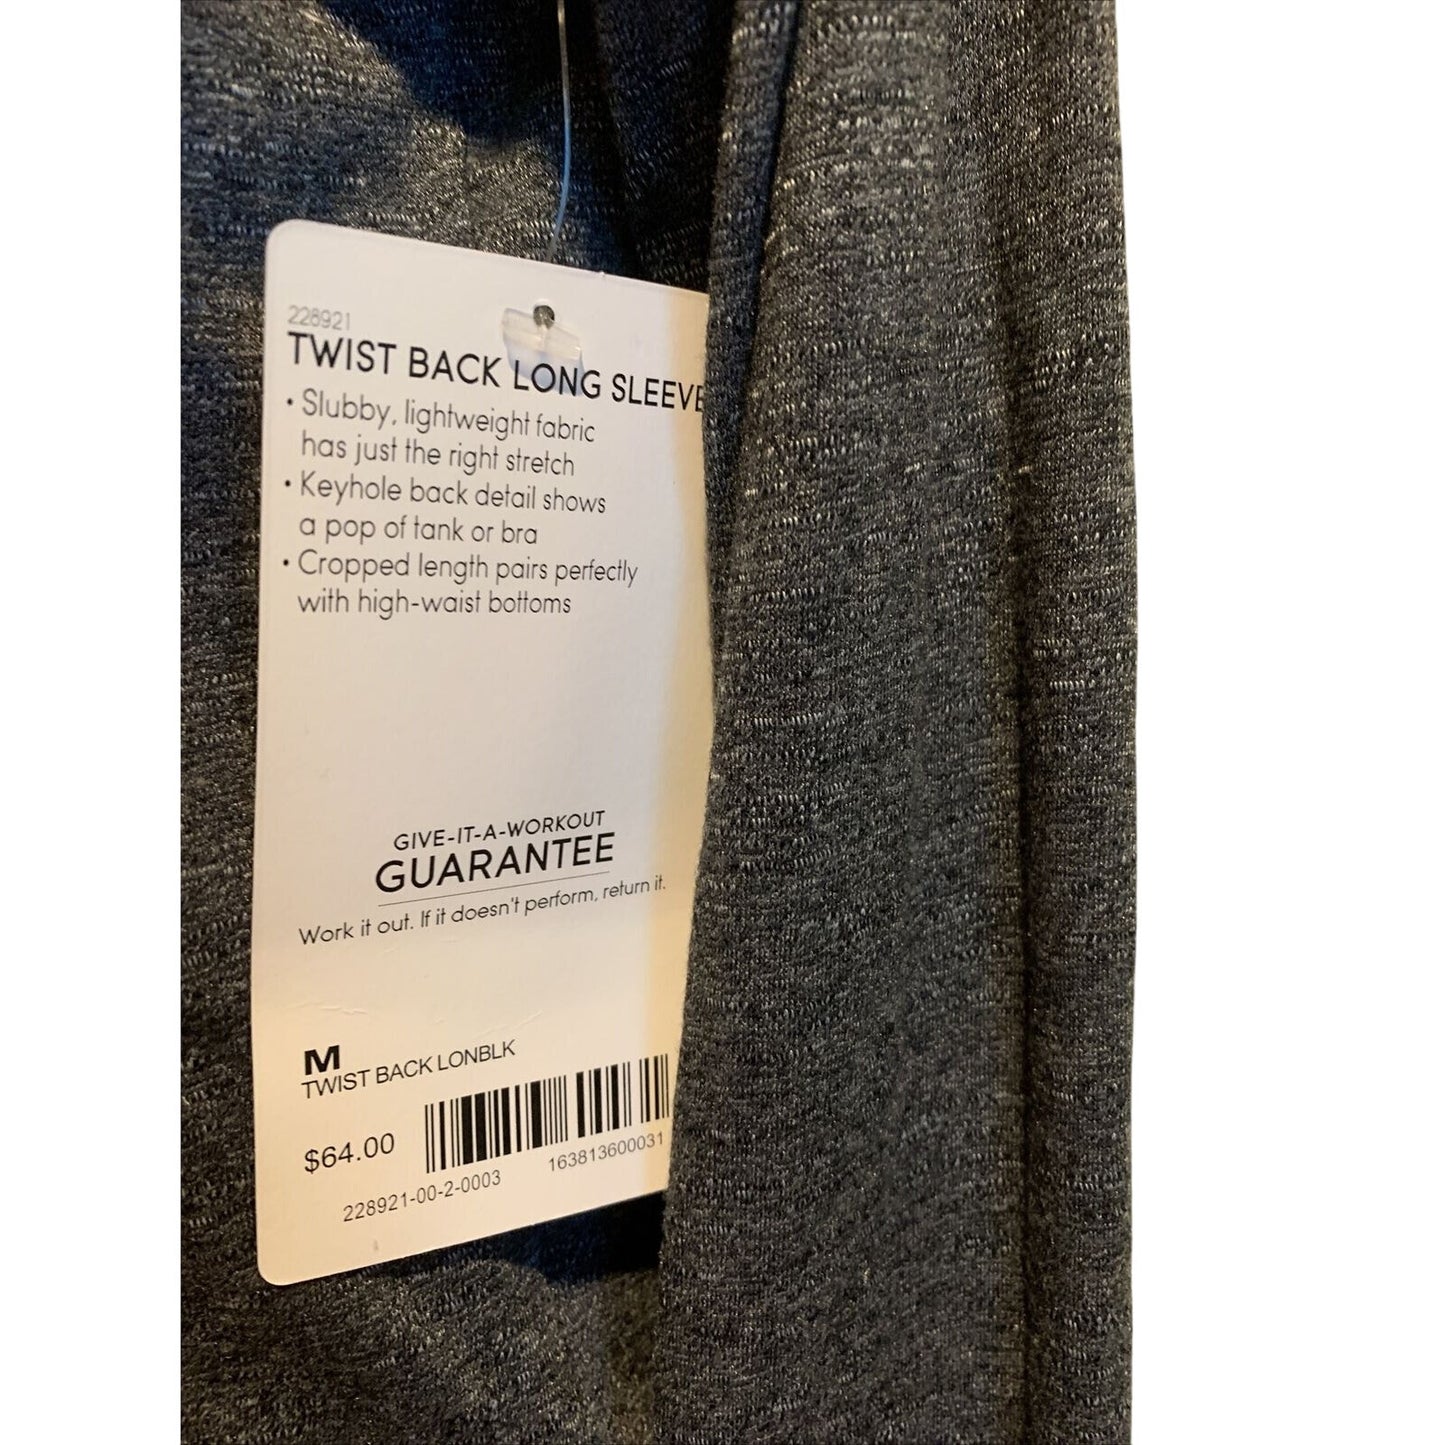 228921
TWIST BACK LONG SLEEVE
• Slubby, lightweight fabric
has just the right stretch
• Keyhole back detail shows
a pop of tank or bra
• Cropped length pairs perfectly
with high-waist bottoms
GIVE-IT-A-WORKOUT
GUARANTEE
Work it out. If it doesn't perform, return it.
M
TWIST BACK LONBLK
$64.00
228921-00-2-0003
163813600031